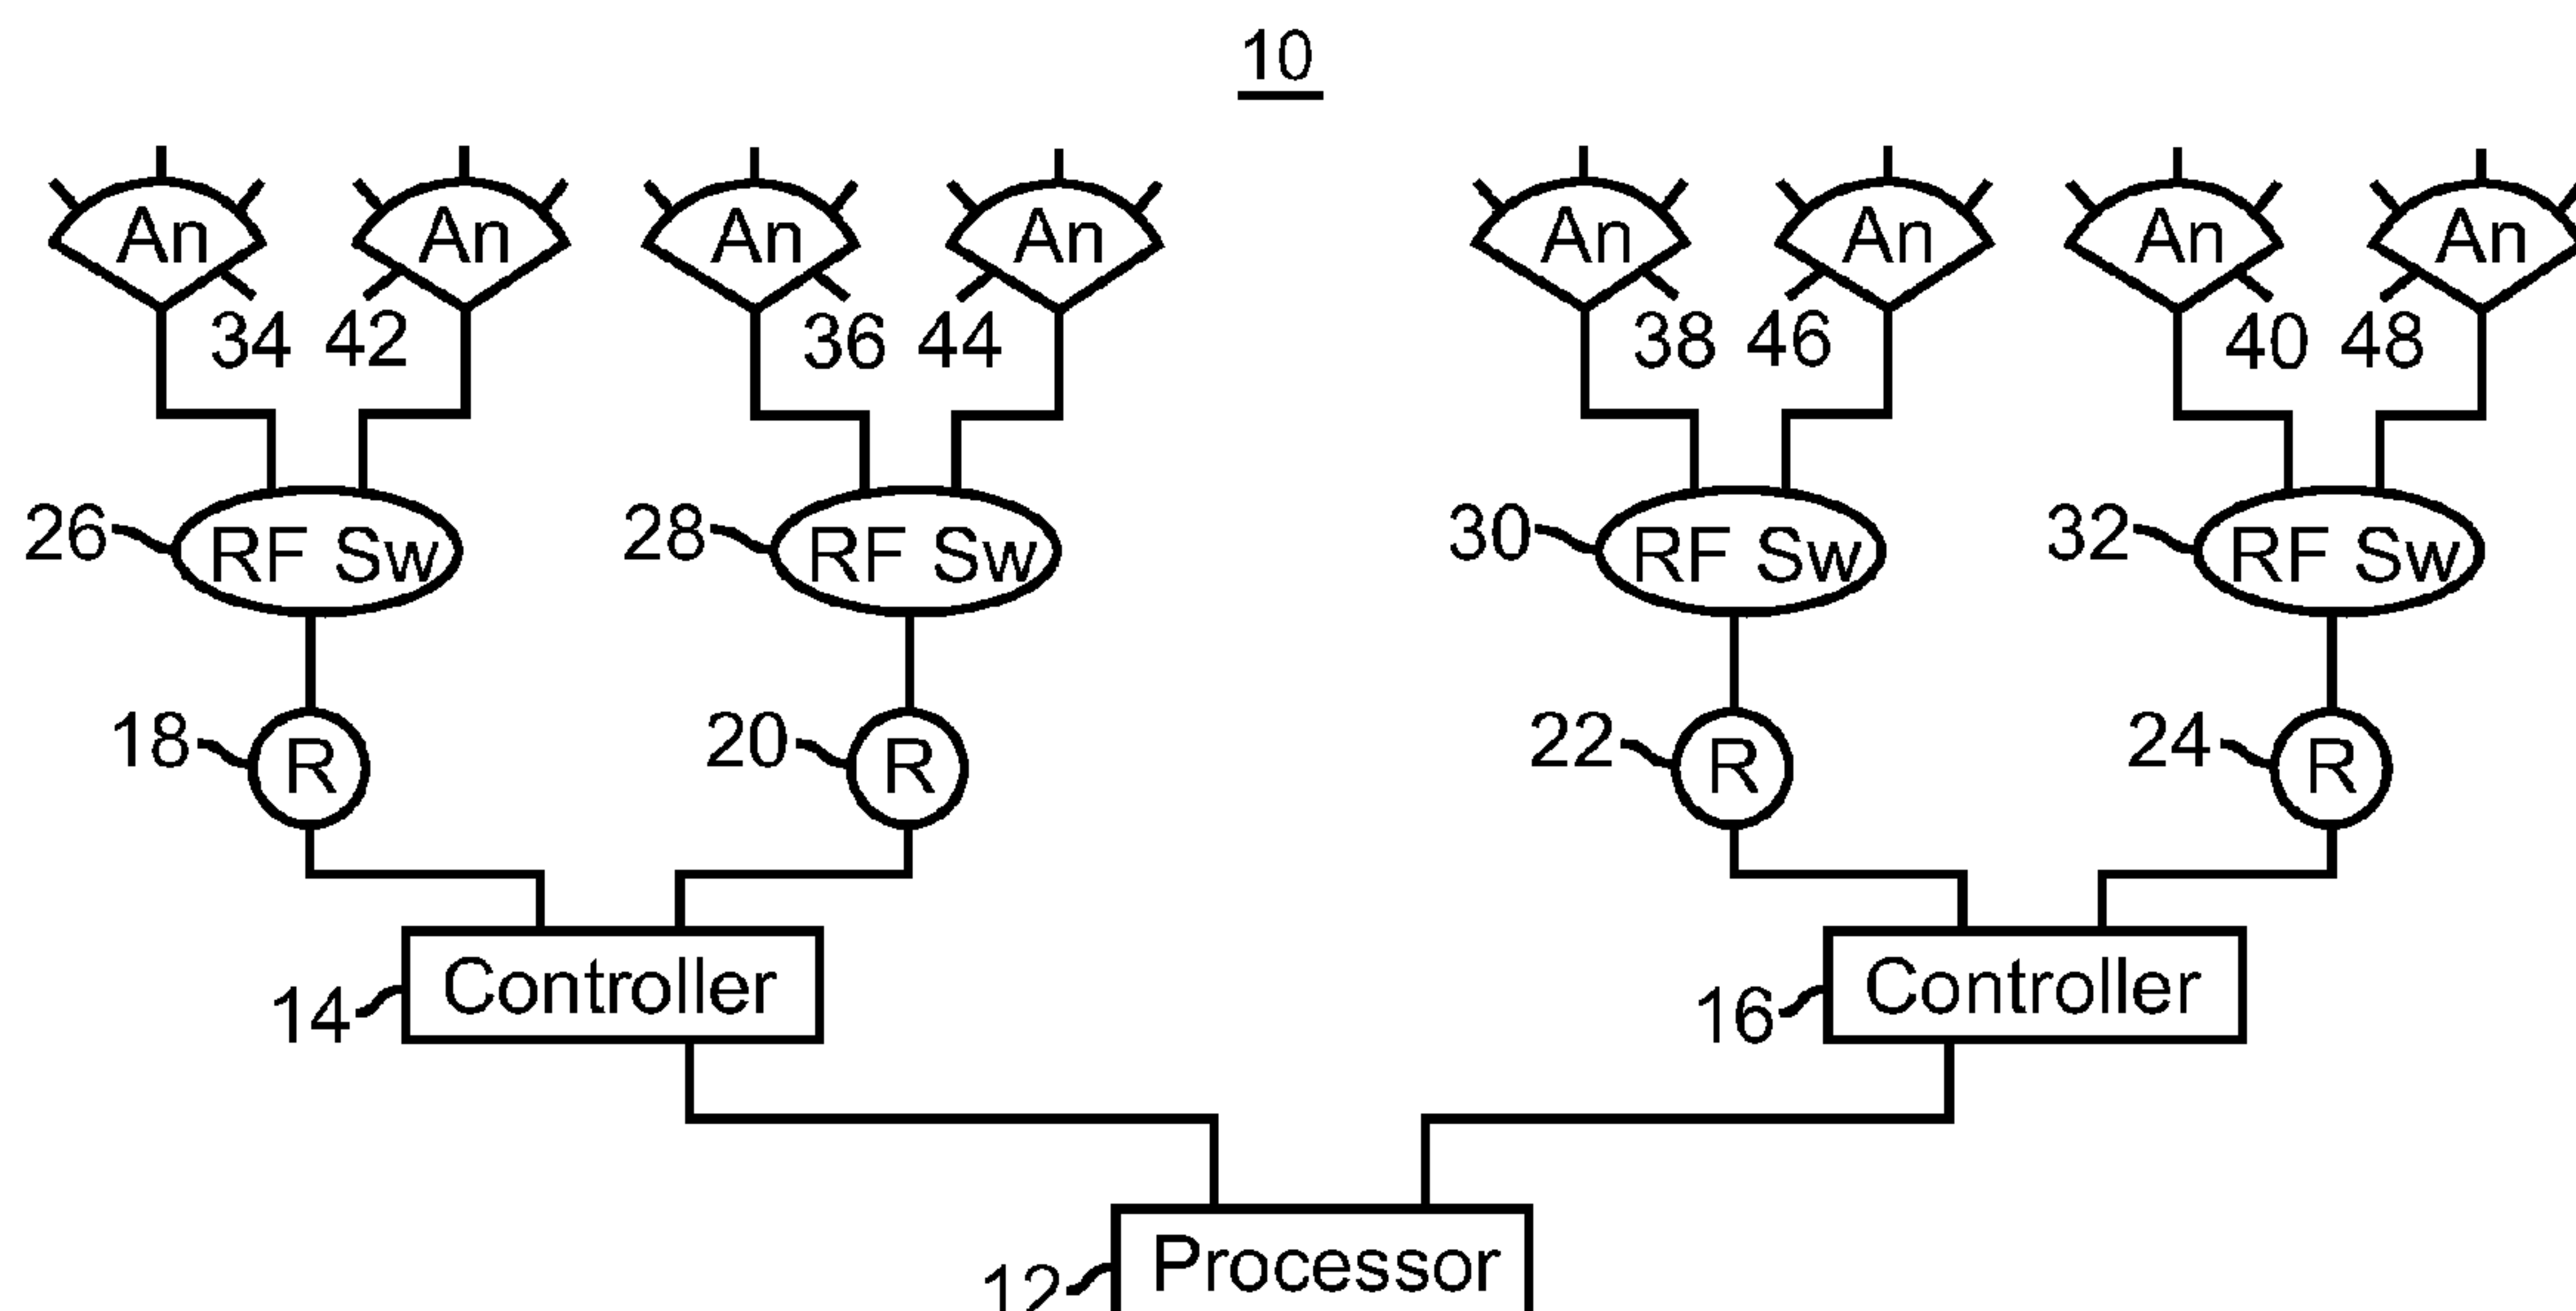 10
An An An An An An An An
34 42 36 44 38 46 40 48
26 RF Sw 28 RF Sw 30 RF Sw 32 RF Sw
18 R 20 R 22 R 24 R
14 Controller 16 Controller
12 Processor